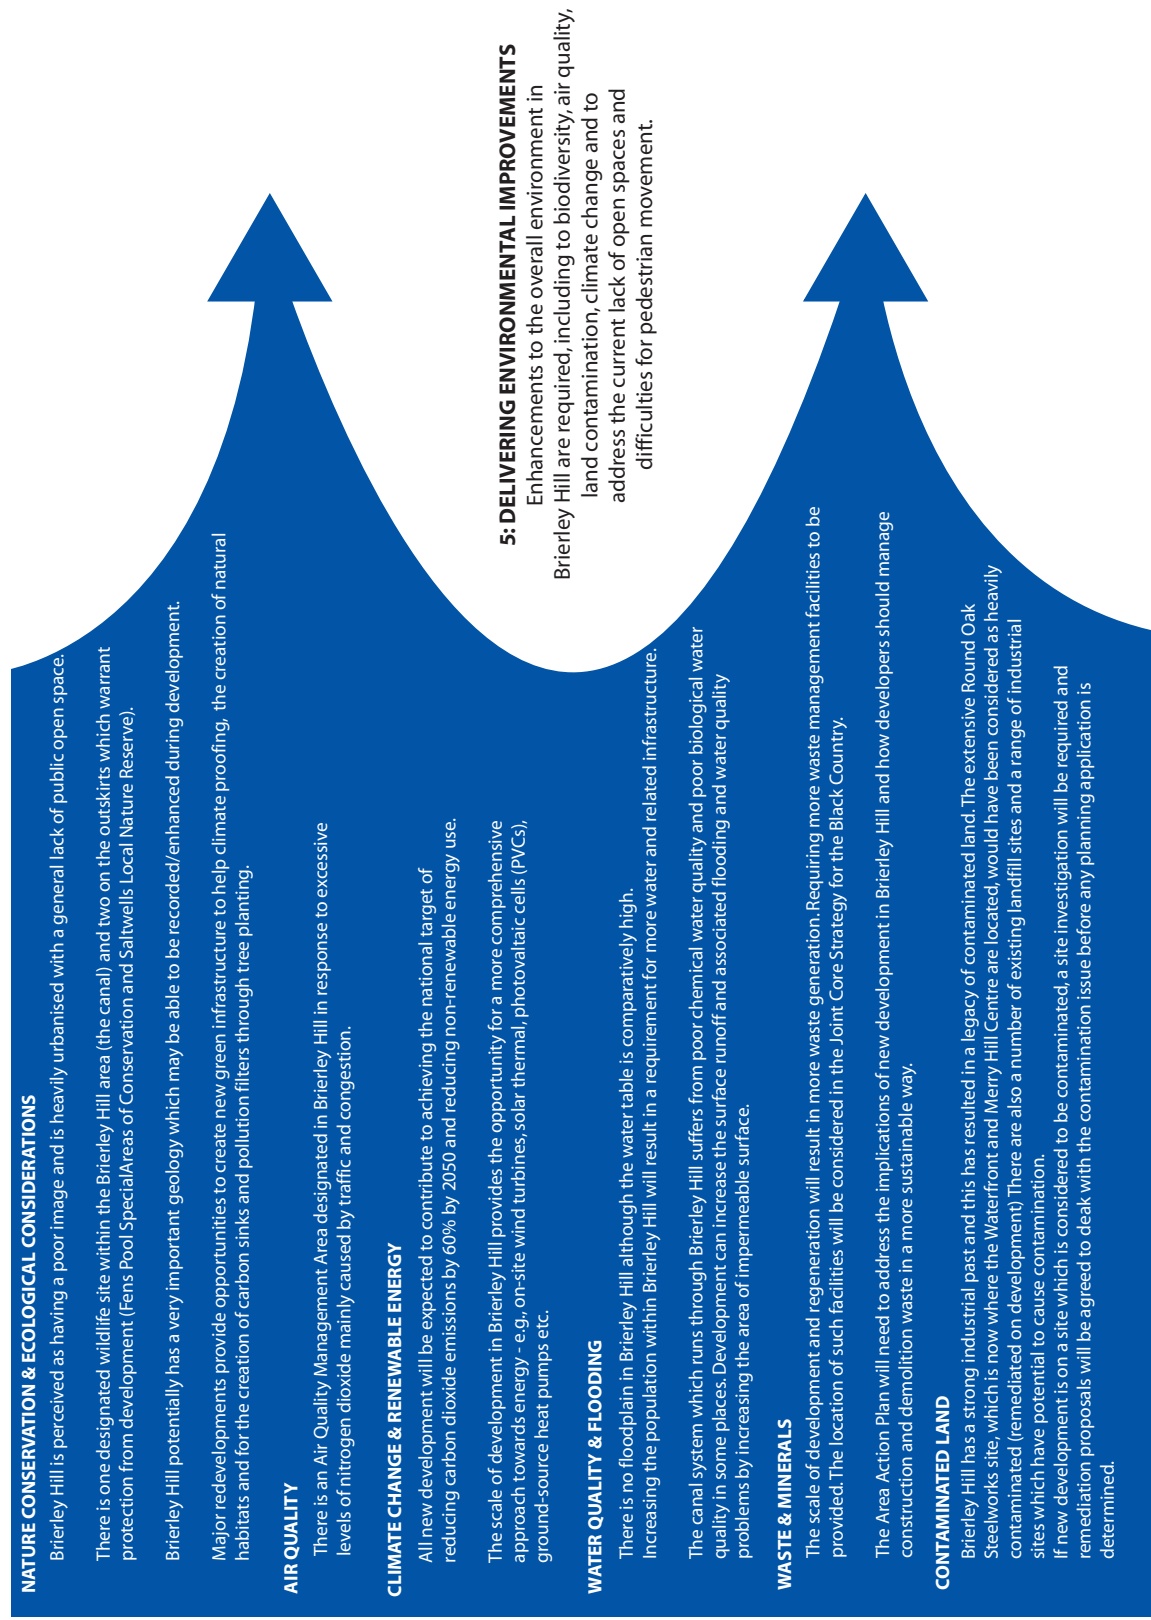 NATURE CONSERVATION & ECOLOGICAL CONSIDERATIONS
Brierley Hill is perceived as having a poor image and is heavily urbanised with a general lack of public open space.
There is one designated wildlife site within the Brierley Hill area (the canal) and two on the outskirts which warrant
protection from development (Fens Pool SpecialAreas of Conservation and Saltwells Local Nature Reserve).
Brierley Hill potentially has a very important geology which may be able to be recorded/enhanced during development.
Major redevelopments provide opportunities to create new green infrastructure to help climate proofing, the creation of natural
habitats and for the creation of carbon sinks and pollution filters through tree planting.
AIR QUALITY
There is an Air Quality Management Area designated in Brierley Hill in response to excessive
levels of nitrogen dioxide mainly caused by traffic and congestion.
CLIMATE CHANGE & RENEWABLE ENERGY
All new development will be expected to contribute to achieving the national target of
reducing carbon dioxide emissions by 60% by 2050 and reducing non-renewable energy use.
The scale of development in Brierley Hill provides the opportunity for a more comprehensive
approach towards energy - e.g., on-site wind turbines, solar thermal, photovaltaic cells (PVCs),
ground-source heat pumps etc.
WATER QUALITY & FLOODING
There is no floodplain in Brierley Hill although the water table is comparatively high.
Increasing the population within Brierley Hill will result in a requirement for more water and related infrastructure.
The canal system which runs through Brierley Hill suffers from poor chemical water quality and poor biological water
quality in some places. Development can increase the surface runoff and associated flooding and water quality
problems by increasing the area of impermeable surface.
WASTE & MINERALS
The scale of development and regeneration will result in more waste generation. Requiring more waste management facilities to be
provided. The location of such facilities will be considered in the Joint Core Strategy for the Black Country.
The Area Action Plan will need to address the implications of new development in Brierley Hill and how developers should manage
construction and demolition waste in a more sustainable way.
CONTAMINATED LAND
Brierley Hill has a strong industrial past and this has resulted in a legacy of contaminated land. The extensive Round Oak
Steelworks site, which is now where the Waterfront and Merry Hill Centre are located, would have been considered as heavily
contaminated (remediated on development) There are also a number of existing landfill sites and a range of industrial
sites which have potential to cause contamination.
If new development is on a site which is considered to be contaminated, a site investigation will be required and
remediation proposals will be agreed to deak with the contamination issue before any planning application is
determined.
5: DELIVERING ENVIRONMENTAL IMPROVEMENTS
Enhancements to the overall environment in
Brierley Hill are required, including to biodiversity, air quality,
land contamination, climate change and to
address the current lack of open spaces and
difficulties for pedestrian movement.